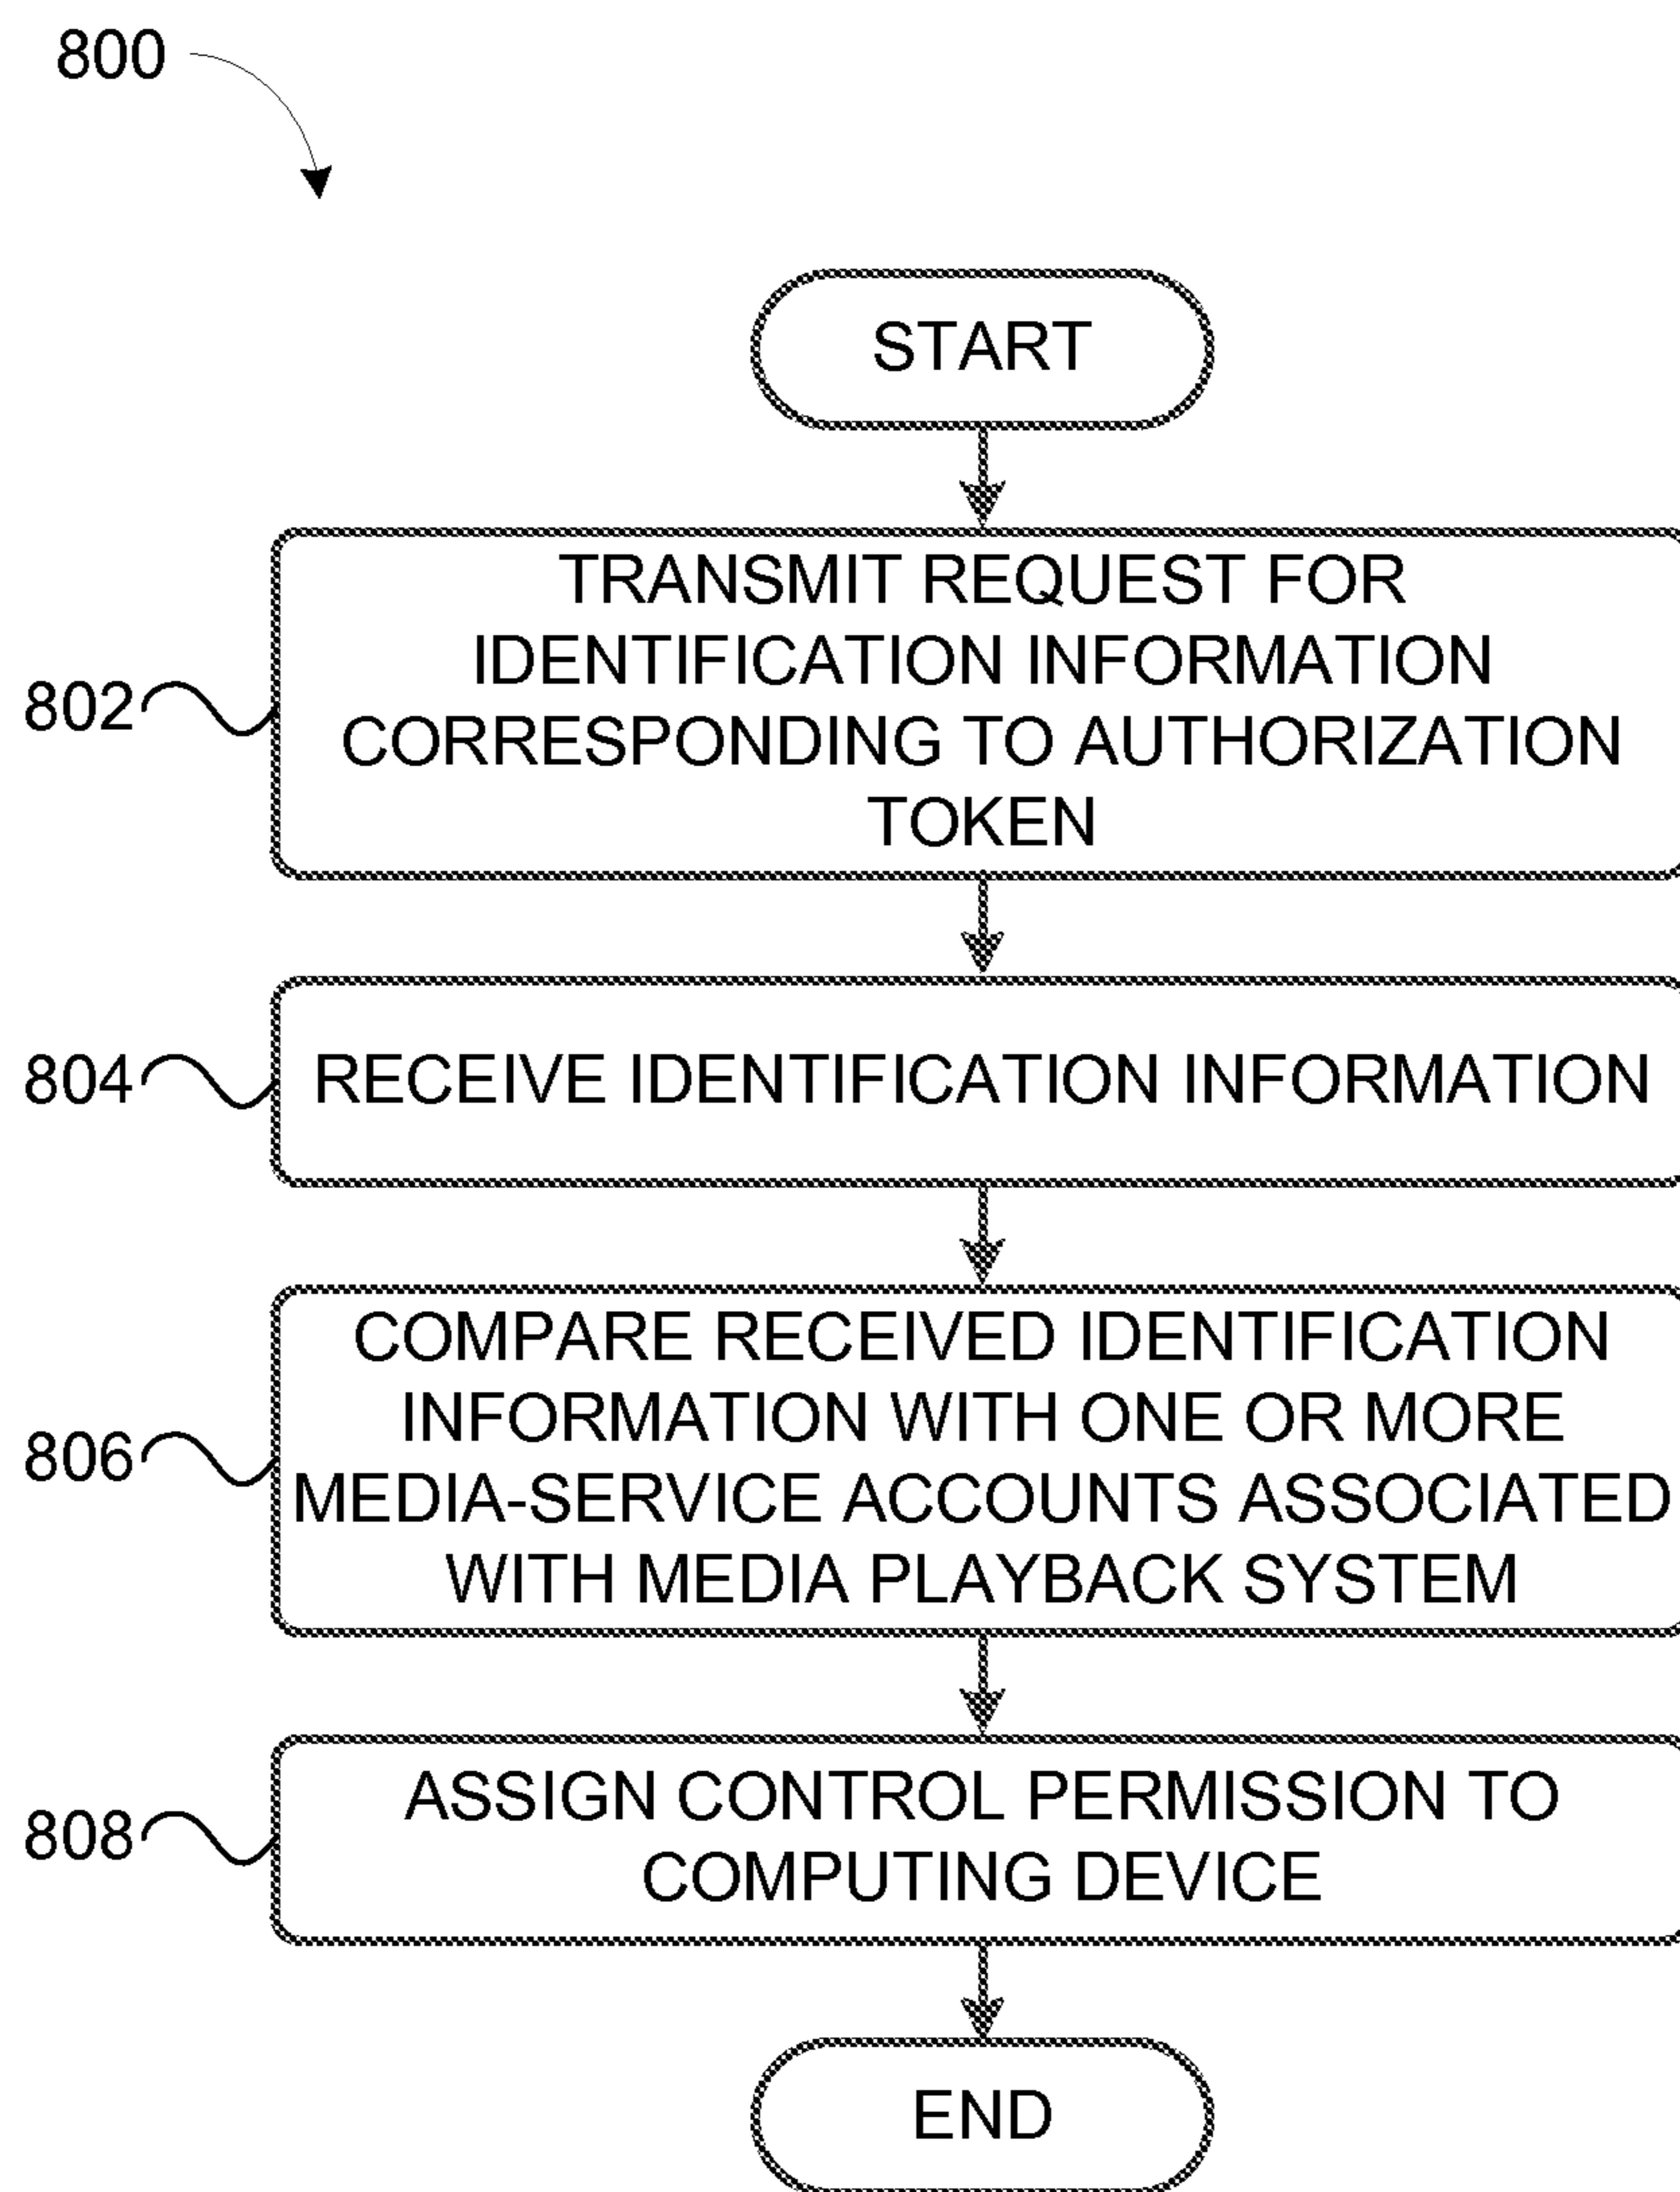 800
START
802
TRANSMIT REQUEST FOR
IDENTIFICATION INFORMATION
CORRESPONDING TO AUTHORIZATION
TOKEN
804
RECEIVE IDENTIFICATION INFORMATION
806
COMPARE RECEIVED IDENTIFICATION
INFORMATION WITH ONE OR MORE
MEDIA-SERVICE ACCOUNTS ASSOCIATED
WITH MEDIA PLAYBACK SYSTEM
808
ASSIGN CONTROL PERMISSION TO
COMPUTING DEVICE
END